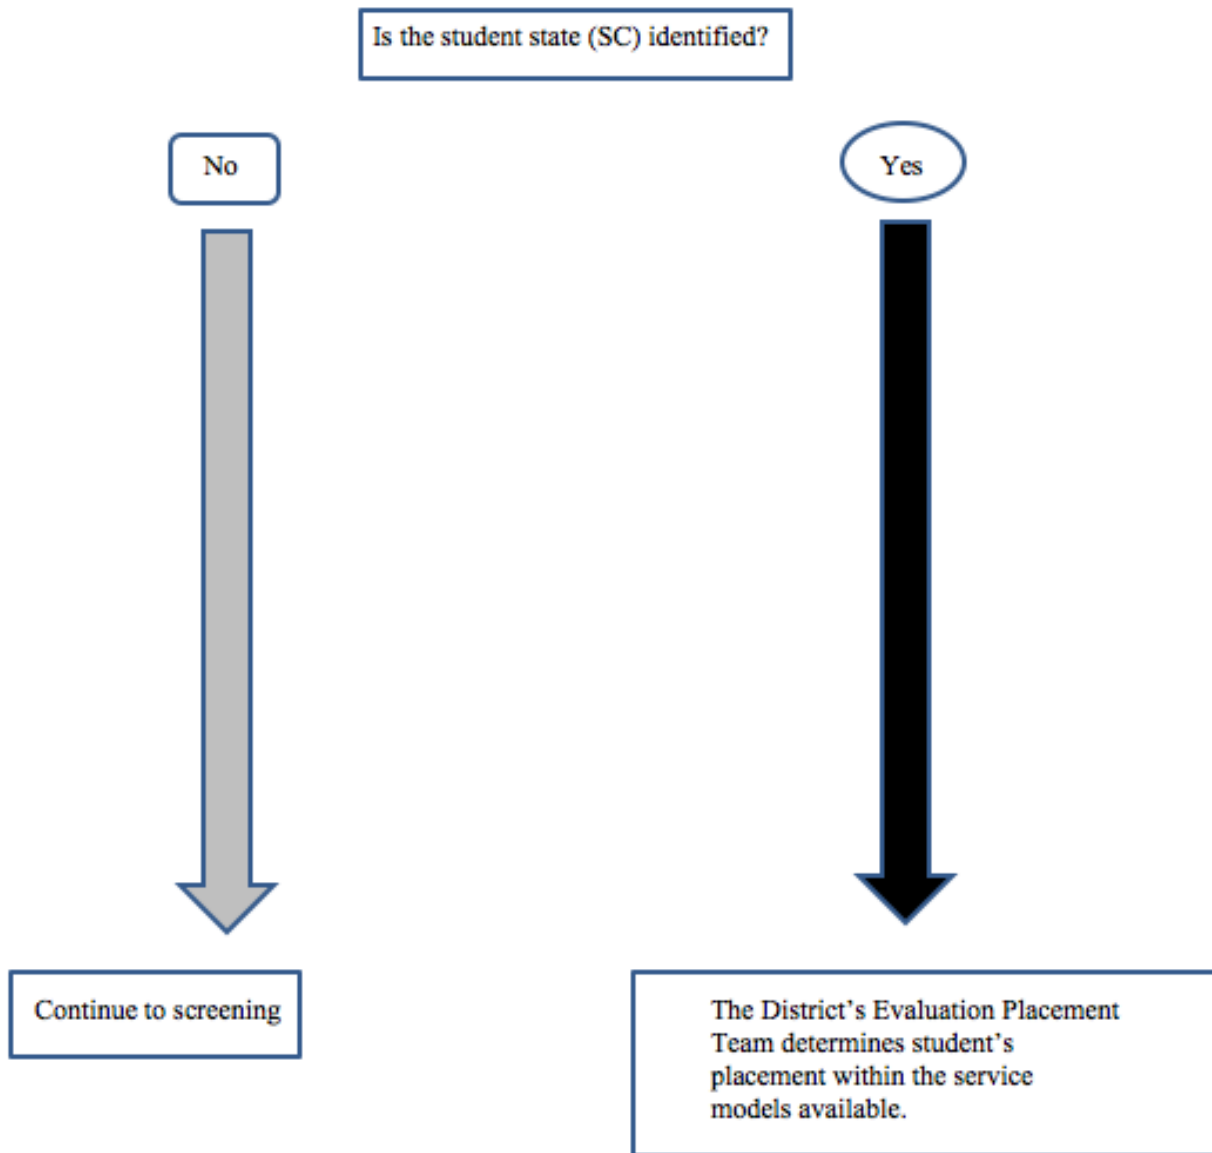 Is the student state (SC) identified?
No
Yes
Continue to screening
The District’s Evaluation Placement
Team determines student’s
placement within the service
models available.